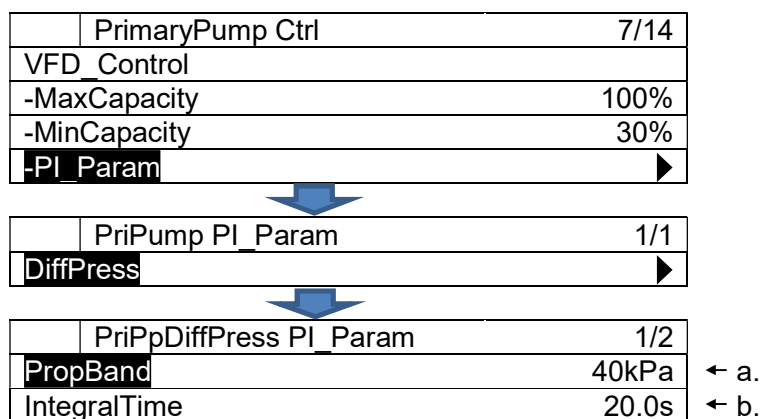 PrimaryPump Ctrl 7/14
VFD_Control
-MaxCapacity 100%
-MinCapacity 30%
-PI_Param ▶
PriPump PI_Param 1/1
DiffPress ▶
PriPpDiffPress PI_Param 1/2
PropBand 40kPa ← a.
IntegralTime 20.0s ← b.